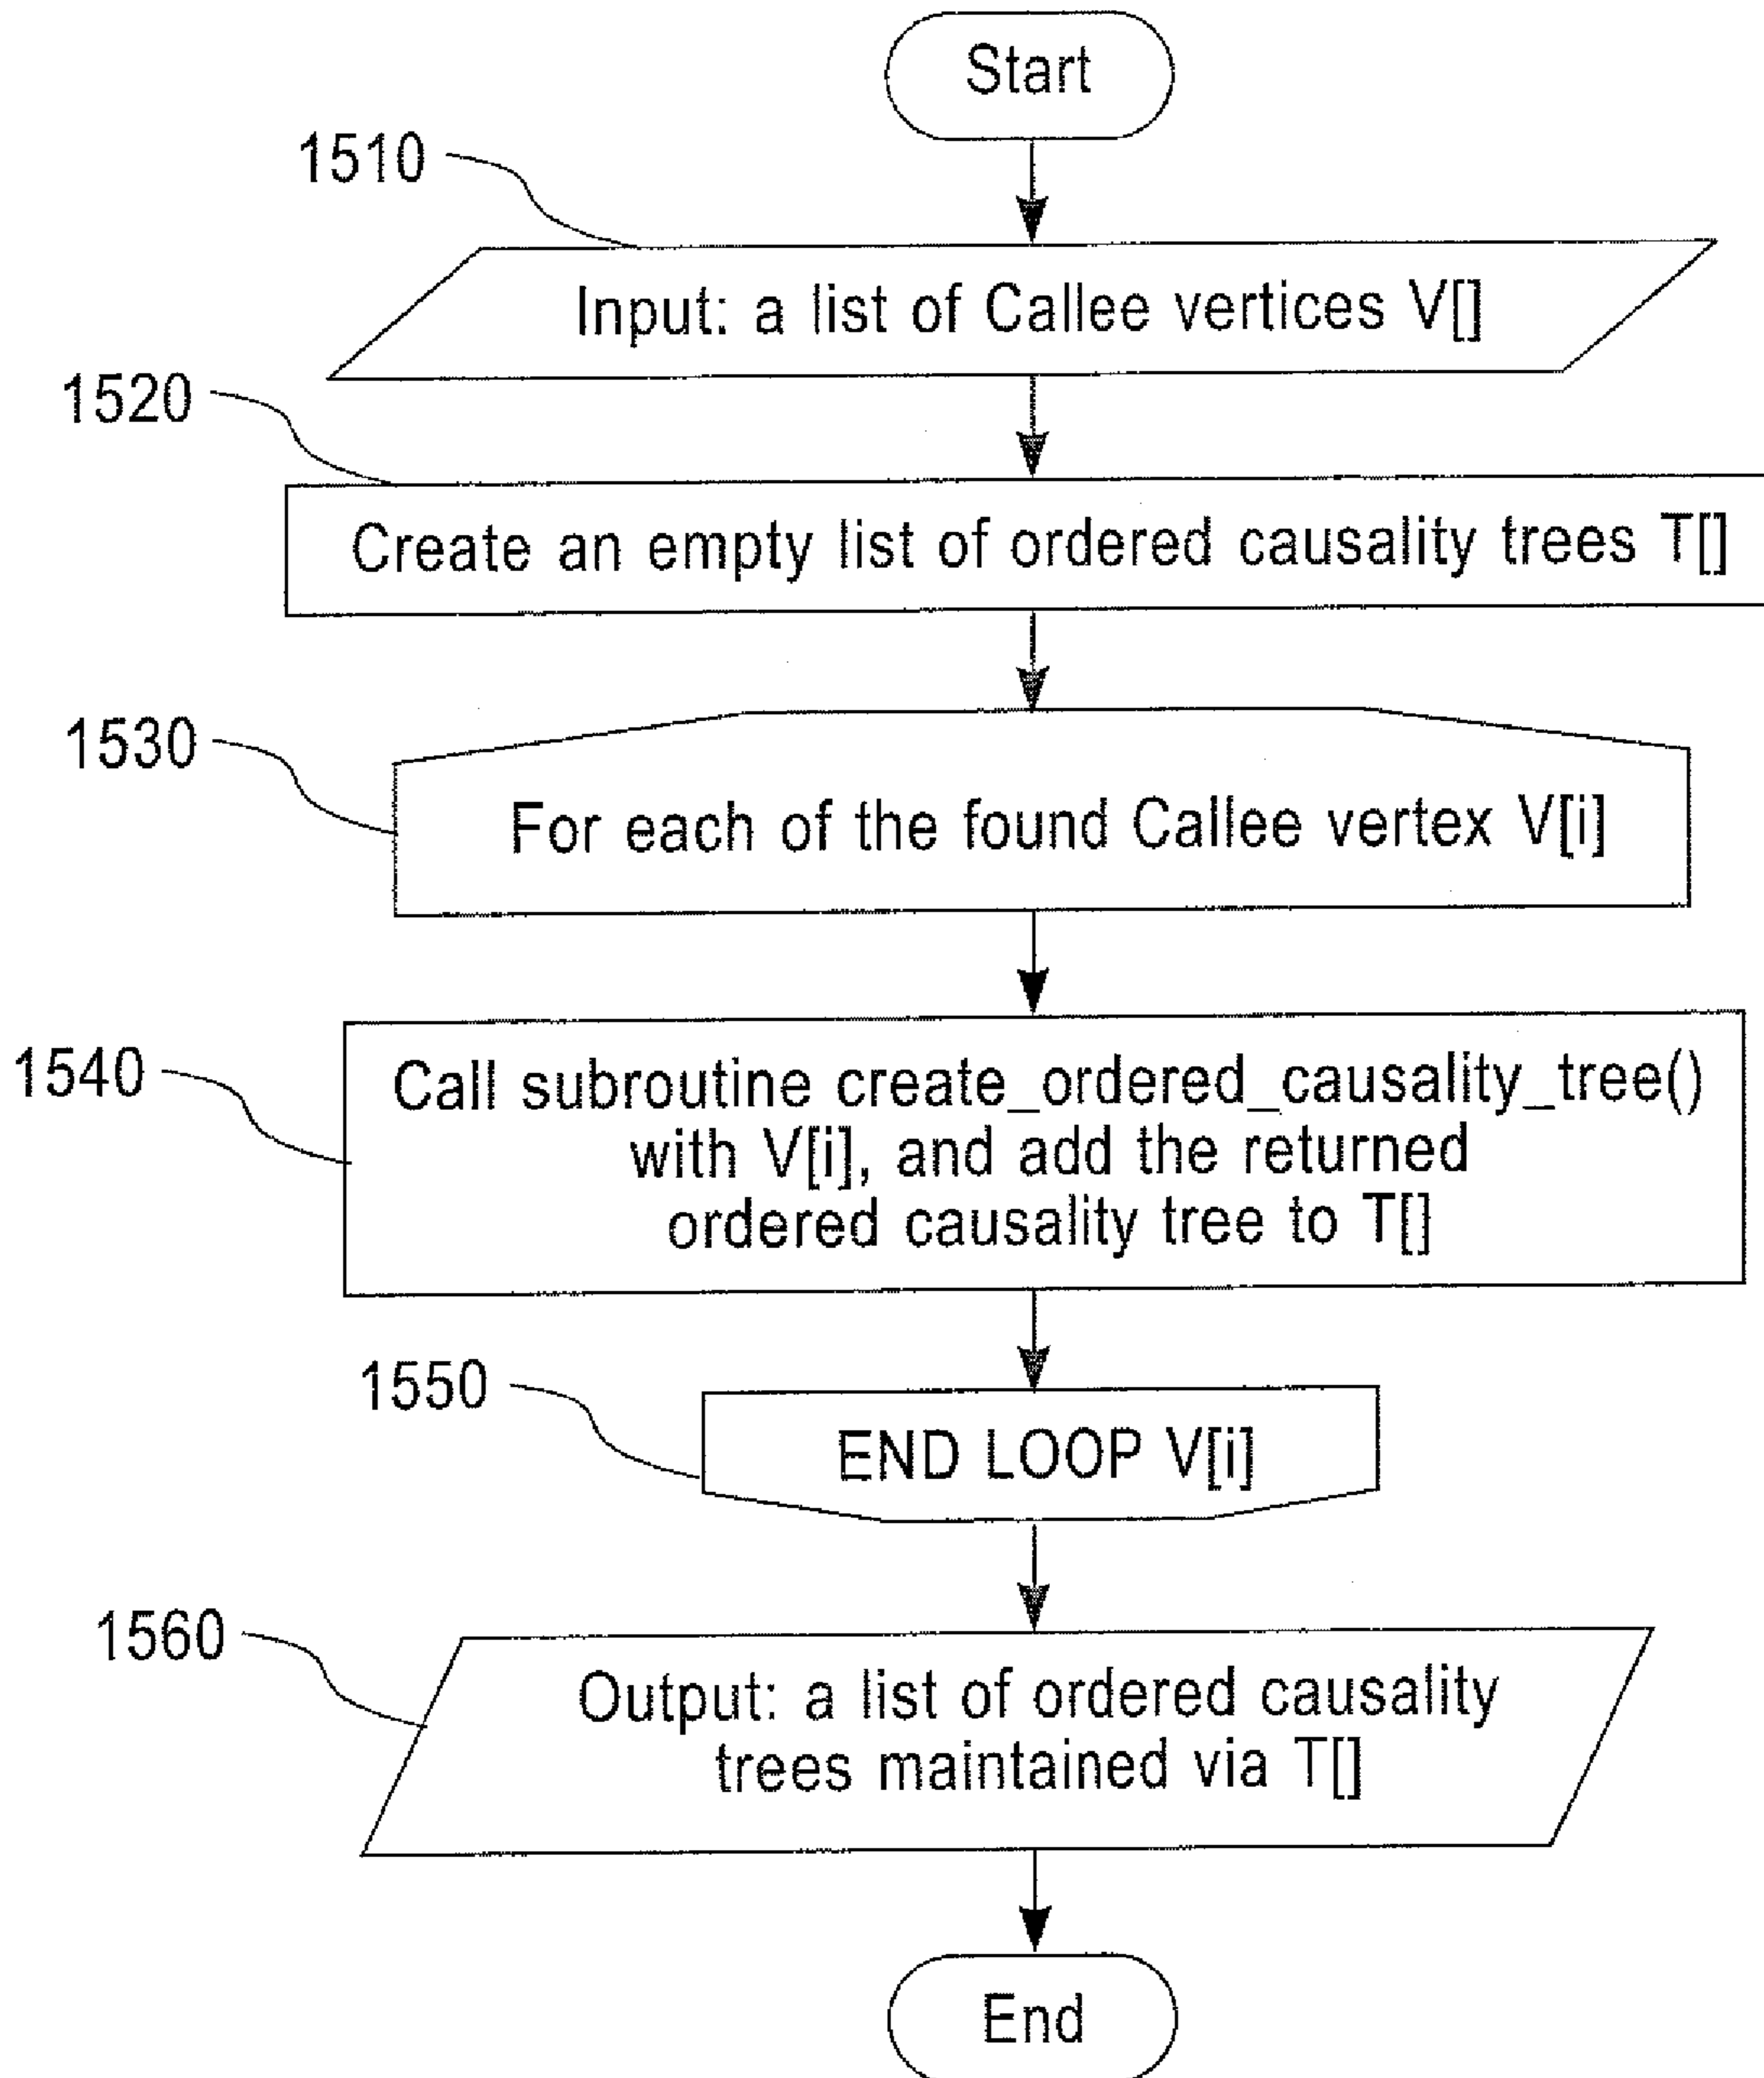 Start
1510
Input: a list of Callee vertices V[]
1520
Create an empty list of ordered causality trees T[]
1530
For each of the found Callee vertex V[i]
1540
Call subroutine create_ordered_causality_tree()
with V[i], and add the returned
ordered causality tree to T[]
1550
END LOOP V[i]
1560
Output: a list of ordered causality
trees maintained via T[]
End